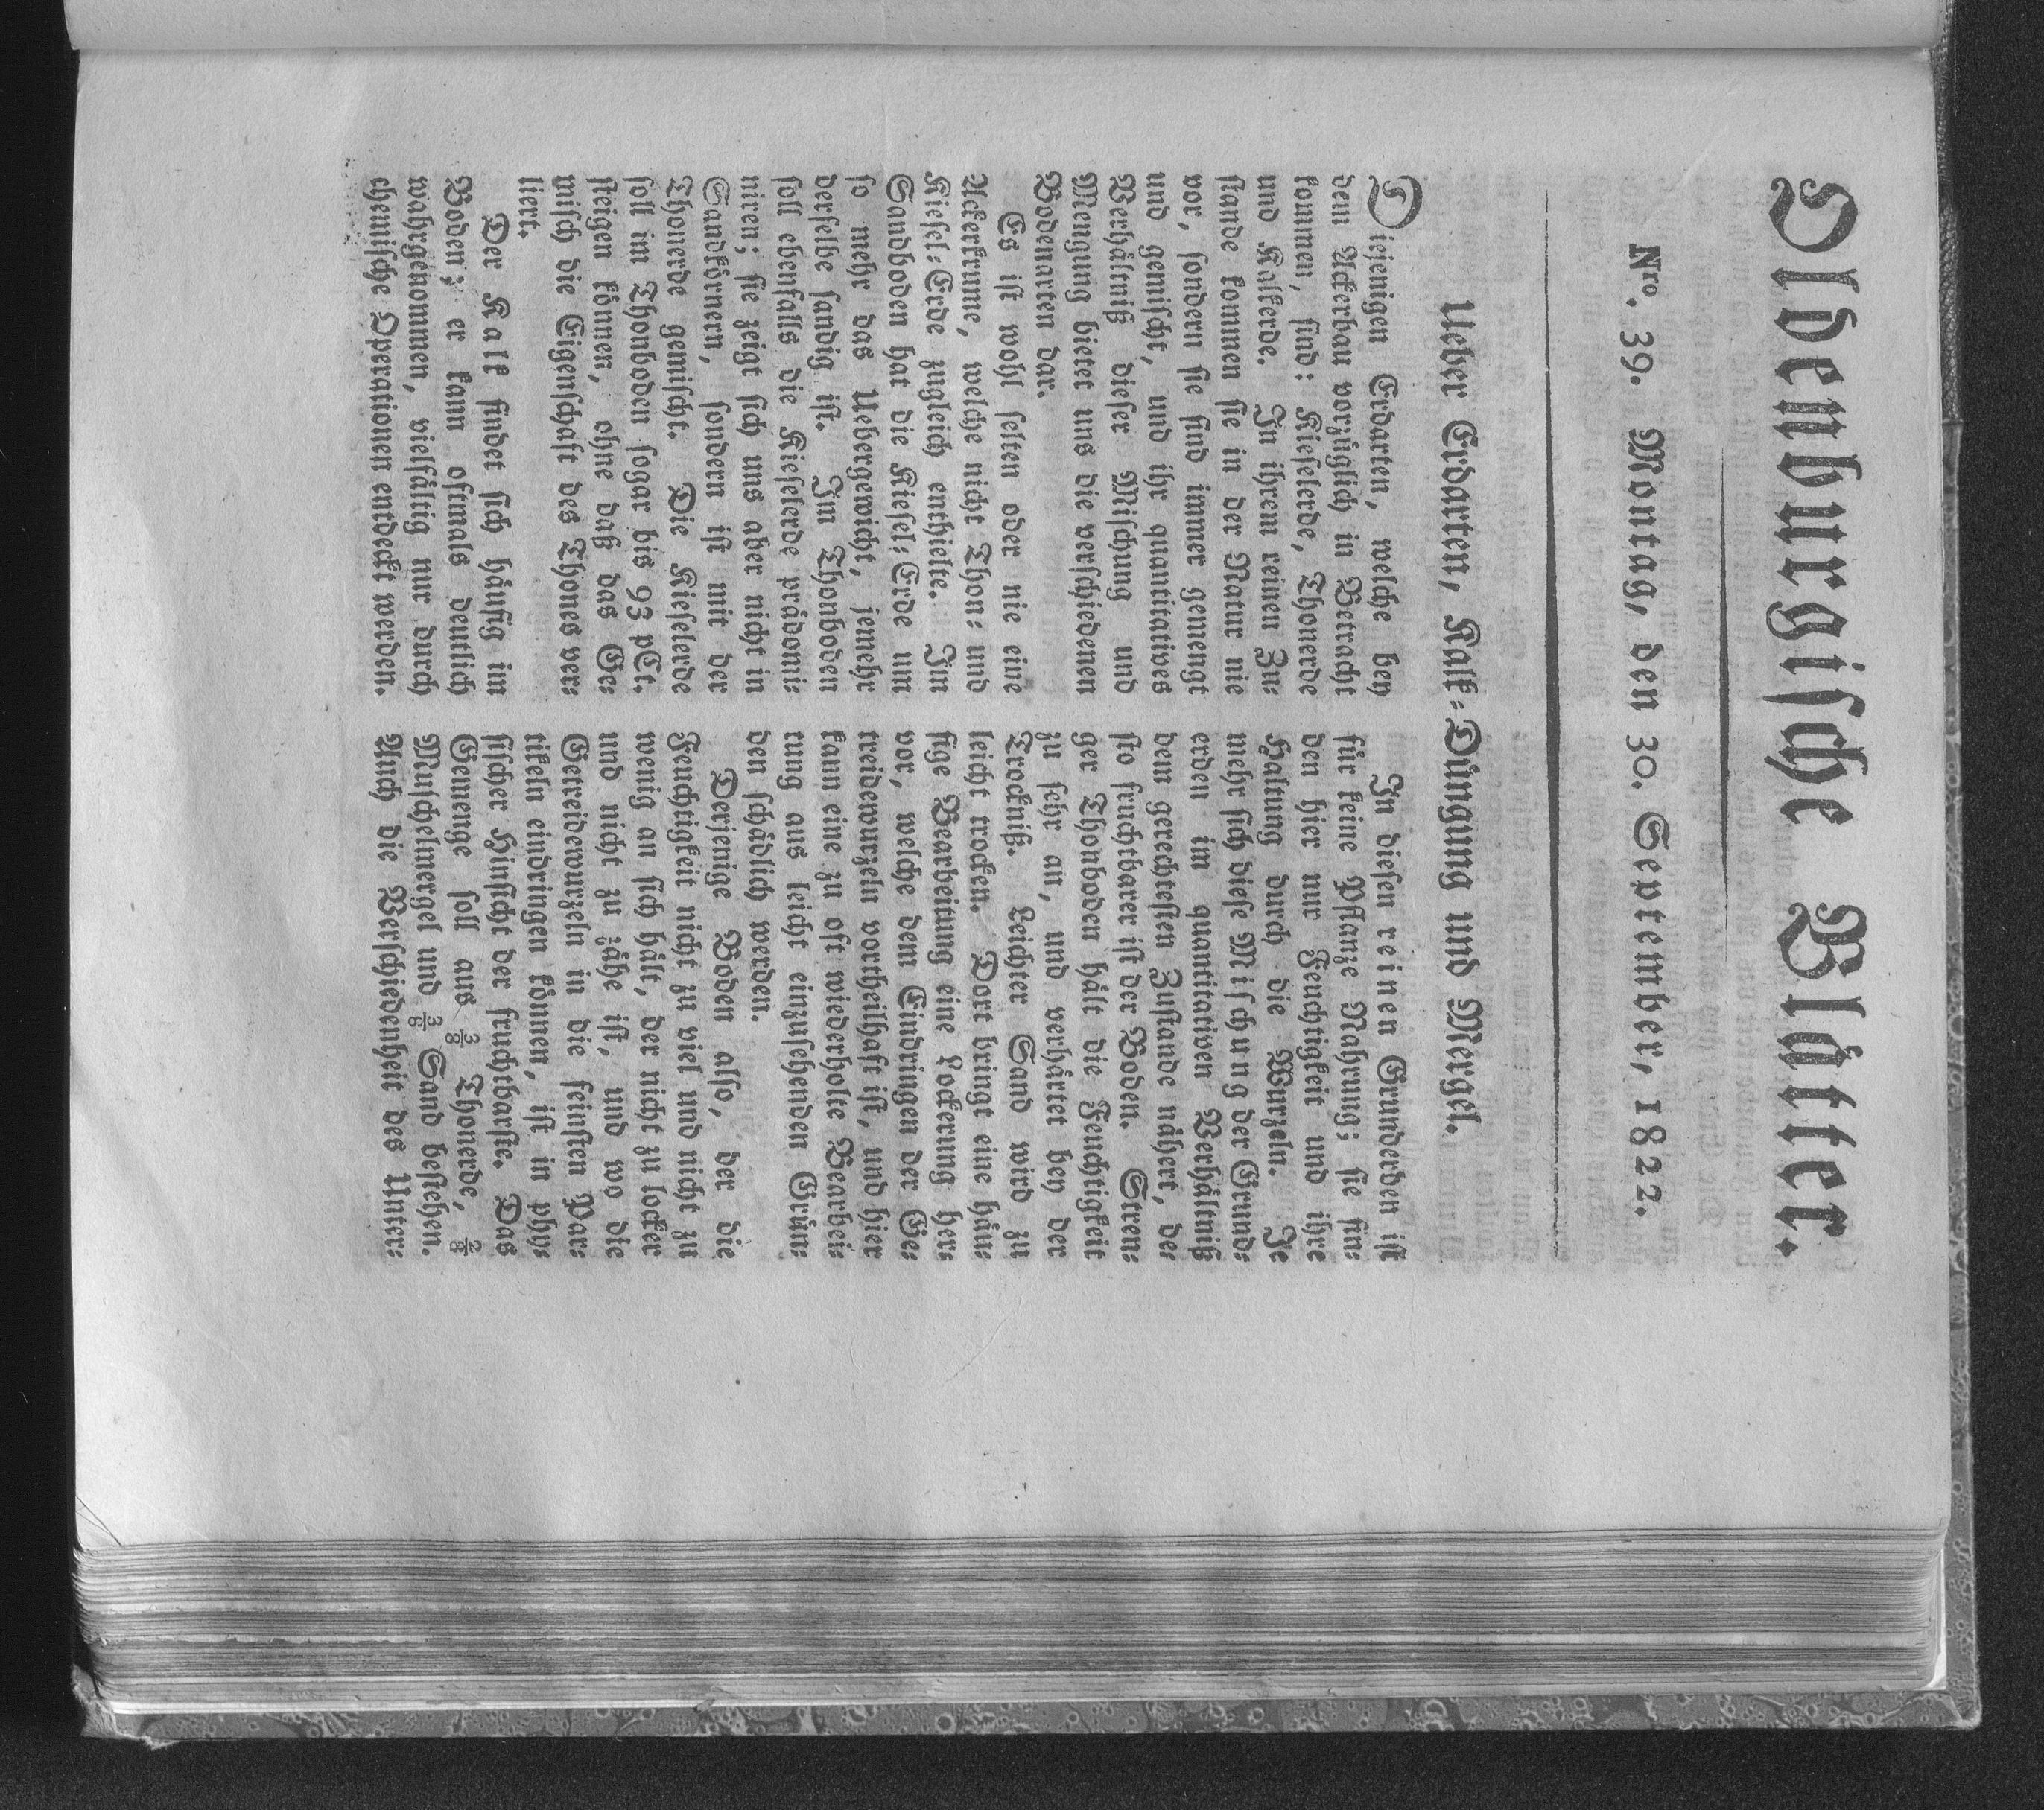 Oldenburgische Blätter.
Nro. 39. Montag, den 30. September, 1822.
Ueber Erdarten, Kalk-Düngung und Mergel.
Diejenigen Erdarten, welche bey
dem Ackerbau vorzüglich in Betracht
kommen, sind: Kieselerde, Thonerde
und Kalkerde. In ihrem reinen Zu-
stande kommen sie in der Natur nie
vor, sondern sie sind immer gemengt
und gemischt, und ihr quantitatives
Verhältniß dieser Mischung und
Mengung bietet uns die verschiedenen
Bodenarten dar.
Es ist wohl selten oder nie eine
Ackerkrume, welche nicht Thon- und
Kiesel-Erde zugleich enthielte. Im
Sandboden hat die Kiesel-Erde um
so mehr das Uebergewicht, jemehr
derselbe sandig ist. Im Thonboden
soll ebenfalls die Kieselerde prädomi-
niren; sie zeigt sich uns aber nicht in
Sandkörnern, sondern ist mit der
Thonerde gemischt. Die Kieselerde
soll im Thonboden sogar bis 93 pCt.
steigen können, ohne daß das Ge-
misch die Eigenschaft des Thones ver-
liert.
Der Kalk findet sich häufig im
Boden; er kann oftmals deutlich
wahrgenommen, vielfältig nur durch
chemische Operationen entdeckt werden.
In diesen reinen Grunderden ist
für keine Pflanze Nahrung; sie fin-
den hier nur Feuchtigkeit und ihre
Haltung durch die Wurzeln. Je
mehr sich diese Mischung der Grund-
erden im quantitativen Verhältniß
dem gerechtesten Zustande nähert, de-
sto fruchtbarer ist der Boden. Stren-
ger Thonboden hält die Feuchtigkeit
zu sehr an, und verhärtet bey der
Trockniß. Leichter Sand wird zu
leicht trocken. Dort bringt eine häu-
fige Bearbeitung eine Lockerung her-
vor, welche dem Eindringen der Ge-
treidewurzeln vortheilhaft ist, und hier
kann eine zu oft wiederholte Bearbei-
tung aus leicht einzusehenden Grün-
den schädlich werden.
Derjenige Boden also, der die
Feuchtigkeit nicht zu viel und nicht zu
wenig an sich hält, der nicht zu locker
und nicht zu zähe ist, und wo die
Getreidewurzeln in die feinsten Par-
tikeln eindringen können, ist in phy-
sischer Hinsicht der fruchtbarste. Das
Gemenge soll aus 3/8 Thonerde, 2/8
Muschelmergel und 3/8 Sand bestehen.
Auch die Verschiedenheit des Unter-